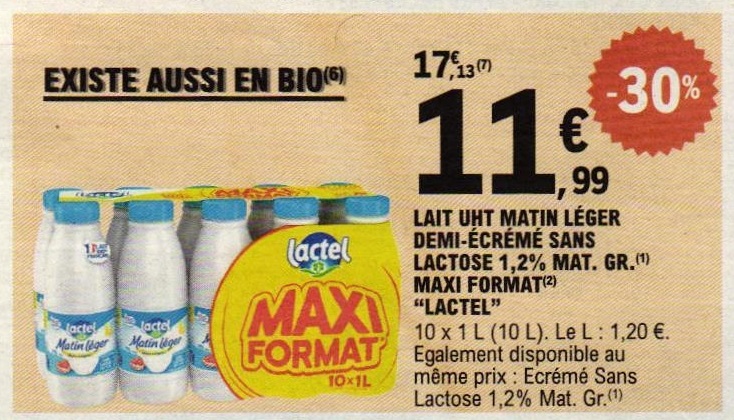 EXISTE AUSSI EN BIO(6)
17€,13(7)
-30%
11€,99
LAIT UHT MATIN LÉGER
DEMI-ÉCRÉMÉ SANS
LACTOSE 1,2% MAT. GR.(1)
MAXI FORMAT(2)
“LACTEL”
10 x 1 L (10 L). Le L : 1,20 €.
Egalement disponible au
même prix : Ecrémé Sans
Lactose 1,2% Mat. Gr.(1)
lactel
MAXI
FORMAT
10x1L
lactel
Matin léger
lactel
Matin léger